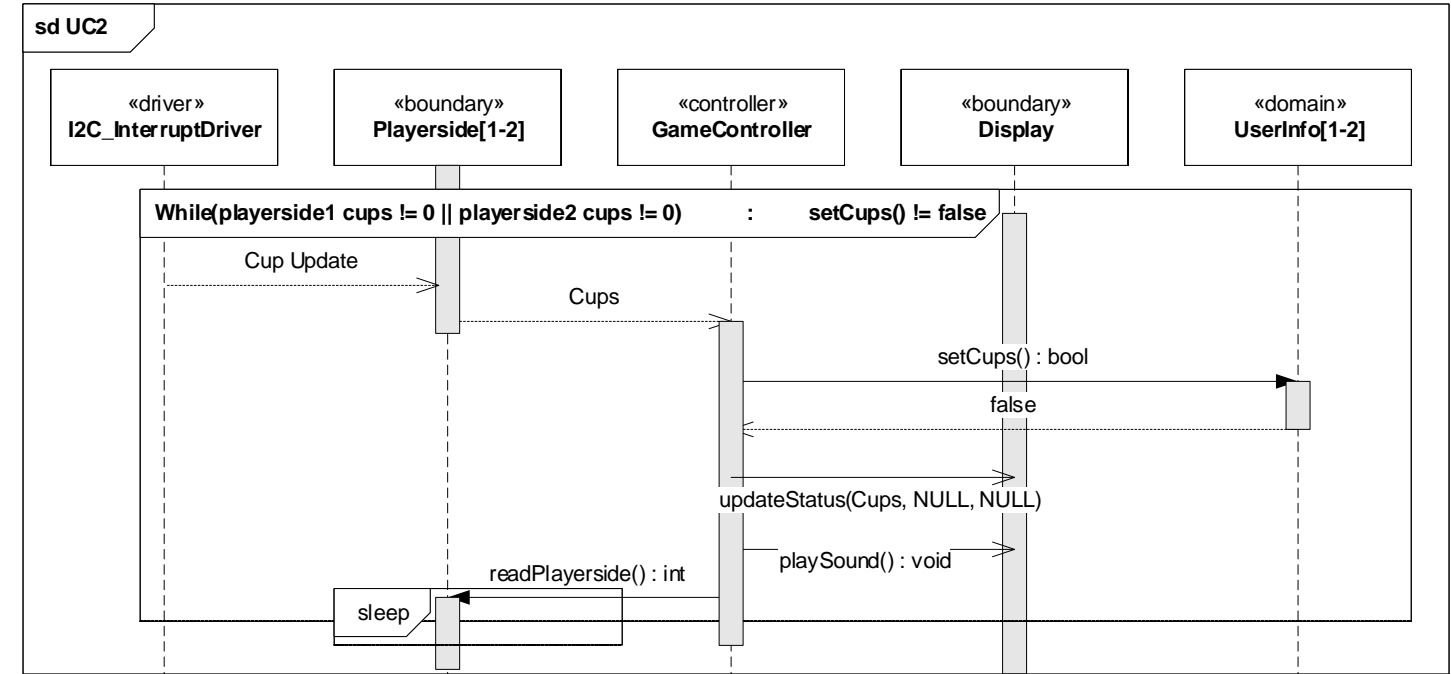 sd UC2
«driver»
I2C_InterruptDriver
«boundary»
Playerside[1-2]
«controller»
GameController
«boundary»
Display
«domain»
UserInfo[1-2]
While(playerside1 cups != 0 || playerside2 cups != 0) : setCups() != false
Cup Update
Cups
setCups() : bool
false
updateStatus(Cups, NULL, NULL)
playSound() : void
readPlayerside() : int
sleep